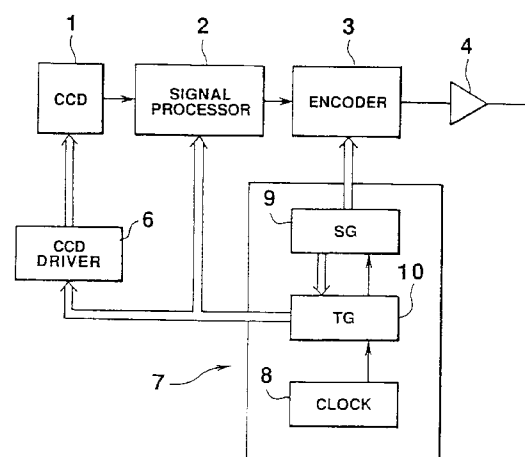 1
2
3
4
CCD
SIGNAL
PROCESSOR
ENCODER
9
SG
6
CCD
DRIVER
10
TG
7
8
CLOCK